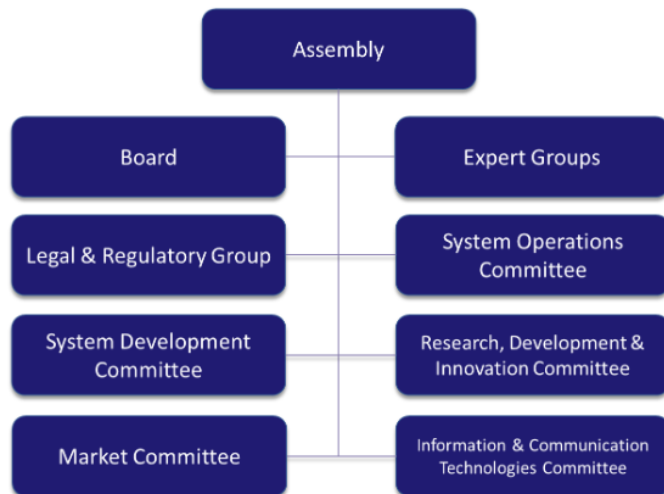 Assembly
Board
Expert Groups
Legal & Regulatory Group
System Operations
Committee
System Development
Committee
Research, Development &
Innovation Committee
Market Committee
Information & Communication
Technologies Committee